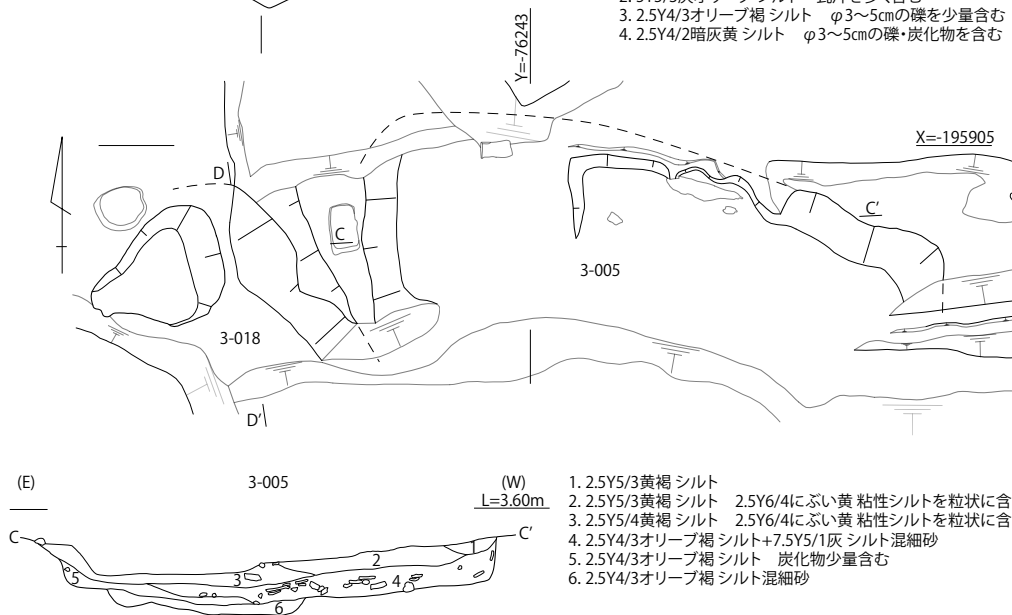 3. 2.5Y4/3オリーブ褐 シルト　φ3〜5cmの礫を少量含む
4. 2.5Y4/2暗灰黄 シルト　φ3〜5cmの礫・炭化物を含む
Y=-76243
X=-195905
D
C
C'
3-005
3-018
D'
(E)
3-005
(W)
L=3.60m
C
C'
2
3
4
5
6
1. 2.5Y5/3黄褐 シルト
2. 2.5Y5/3黄褐 シルト　2.5Y6/4にぶい黄 粘性シルトを粒状に含
3. 2.5Y5/4黄褐 シルト　2.5Y6/4にぶい黄 粘性シルトを粒状に含
4. 2.5Y4/3オリーブ褐 シルト+7.5Y5/1灰 シルト混細砂
5. 2.5Y4/3オリーブ褐 シルト　炭化物少量含む
6. 2.5Y4/3オリーブ褐 シルト混細砂